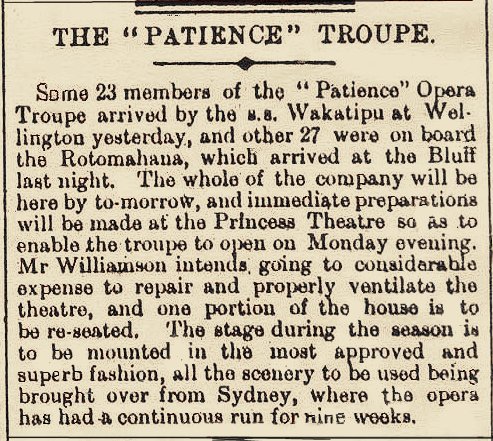 THE "PATIENCE" TROUPE.
Some 23 members of the "Patience" Opera
Troupe arrived by the s.s. Wakatipu at Wel-
lington yesterday, and other 27 were on board
the Rotomahana, which arrived at the Bluff
last night. The whole of the company will be
here by to-morrow, and immediate preparations
will be made at the Princess Theatre so as to
enable the troupe to open on Monday evening.
Mr Williamson intends going to considerable
expense to repair and properly ventilate the
theatre, and one portion of the house is to
be re-seated. The stage during the season is
to be mounted in the most approved and
superb fashion, all the scenery to be used being
brought over from Sydney, where the opera
has had a continuous run for nine weeks.